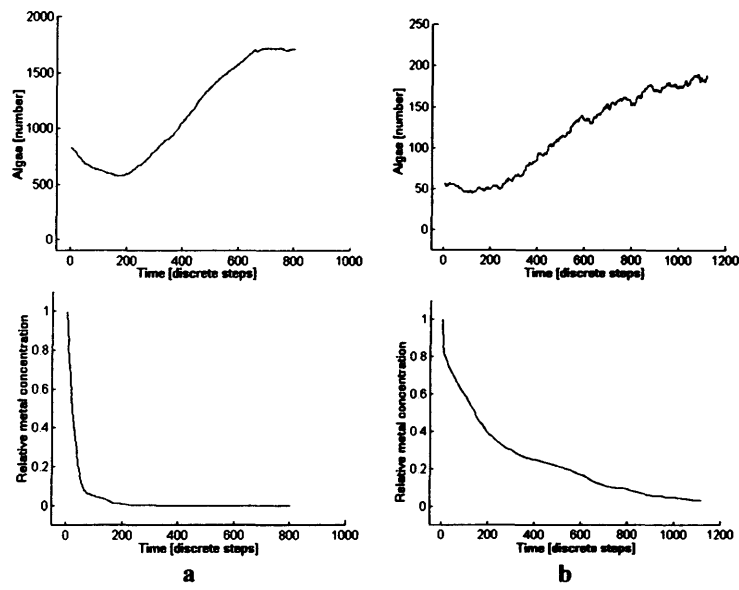 2000
1500
1000
500
0
Algae [number]
0 200 400 600 800 1000
Time [discrete steps]
250
200
150
100
50
0
Algae [number]
0 200 400 600 800 1000 1200
Time [discrete steps]
1
0.8
0.6
0.4
0.2
0
Relative metal concentration
0 200 400 600 800 1000
Time [discrete steps]
a
1
0.8
0.6
0.4
0.2
0
Relative metal concentration
0 200 400 600 800 1000 1200
Time [discrete steps]
b